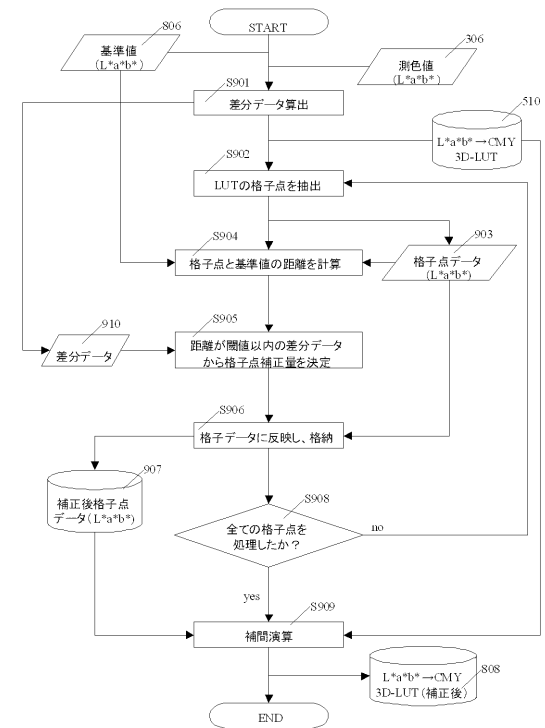 START
806
基準値
(L*a*b*)
306
測色値
(L*a*b*)
S901
差分データ算出
510
L*a*b*→CMY
3D-LUT
S902
LUTの格子点を抽出
S904
格子点と基準値の距離を計算
903
格子点データ
(L*a*b*)
910
差分データ
S905
距離が閾値以内の差分データ
から格子点補正量を決定
S906
格子データに反映し、格納
907
補正後格子点
データ(L*a*b*)
S908
全ての格子点を
処理したか？
no
yes
S909
補間演算
L*a*b*→CMY
3D-LUT(補正後)
808
END